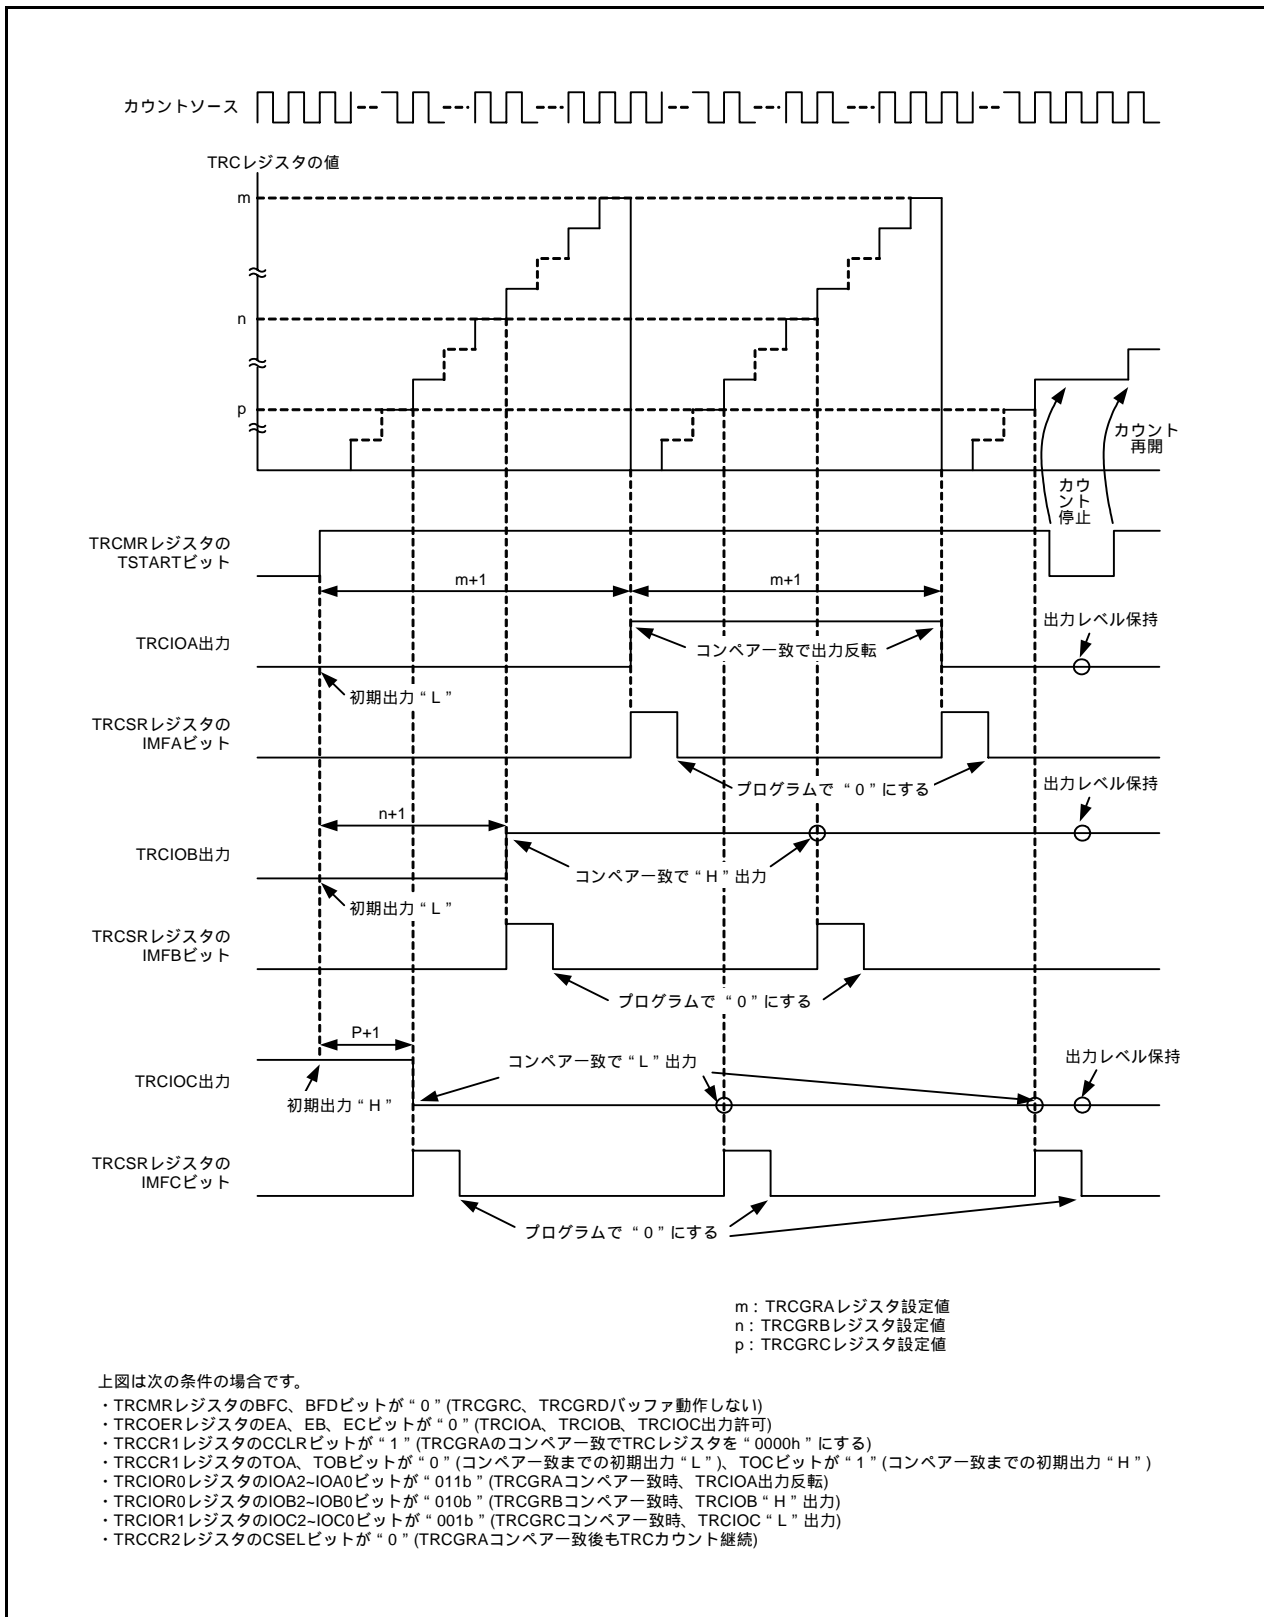 カウントソース
TRCレジスタの値
m
n
p
カウント
再開
カウ
ント
停止
TRCMRレジスタの
TSTARTビット
m+1
m+1
出力レベル保持
TRCIOA出力
コンペア一致で出力反転
初期出力“L”
TRCSRレジスタの
IMFAビット
プログラムで“0”にする
出力レベル保持
n+1
TRCIOB出力
コンペア一致で“H”出力
初期出力“L”
TRCSRレジスタの
IMFBビット
プログラムで“0”にする
P+1
コンペア一致で“L”出力
出力レベル保持
TRCIOC出力
初期出力“H”
TRCSRレジスタの
IMFCビット
プログラムで“0”にする
m：TRCGRAレジスタ設定値
n：TRCGRBレジスタ設定値
p：TRCGRCレジスタ設定値
上図は次の条件の場合です。
・TRCMRレジスタのBFC、BFDビットが“0”(TRCGRC、TRCGRDバッファ動作しない)
・TRCOERレジスタのEA、EB、ECビットが“0”(TRCIOA、TRCIOB、TRCIOC出力許可)
・TRCCR1レジスタのCCLRビットが“1”(TRCGRAのコンペア一致でTRCレジスタを“0000h”にする)
・TRCCR1レジスタのTOA、TOBビットが“0”(コンペア一致までの初期出力“L”)、TOCビットが“1”(コンペア一致までの初期出力“H”)
・TRCIOR0レジスタのIOA2~IOA0ビットが“011b”(TRCGRAコンペア一致時、TRCIOA出力反転)
・TRCIOR0レジスタのIOB2~IOB0ビットが“010b”(TRCGRBコンペア一致時、TRCIOB“H”出力)
・TRCIOR1レジスタのIOC2~IOC0ビットが“001b”(TRCGRCコンペア一致時、TRCIOC“L”出力)
・TRCCR2レジスタのCSELビットが“0”(TRCGRAコンペア一致後もTRCカウント継続)